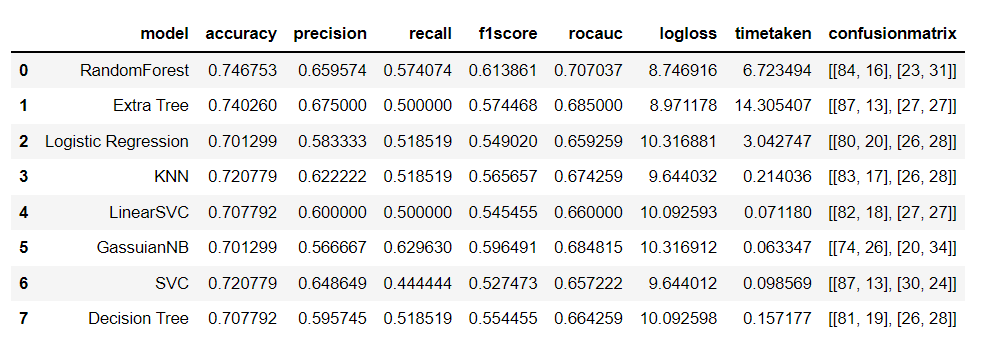 model accuracy precision recall f1score rocauc logloss timetaken confusionmatrix
0 RandomForest 0.746753 0.659574 0.574074 0.613861 0.707037 8.746916 6.723494 [[84, 16], [23, 31]]
1 Extra Tree 0.740260 0.675000 0.500000 0.574468 0.685000 8.971178 14.305407 [[87, 13], [27, 27]]
2 Logistic Regression 0.701299 0.583333 0.518519 0.549020 0.659259 10.316881 3.042747 [[80, 20], [26, 28]]
3 KNN 0.720779 0.622222 0.518519 0.565657 0.674259 9.644032 0.214036 [[83, 17], [26, 28]]
4 LinearSVC 0.707792 0.600000 0.500000 0.545455 0.660000 10.092593 0.071180 [[82, 18], [27, 27]]
5 GassuianNB 0.701299 0.566667 0.629630 0.596491 0.684815 10.316912 0.063347 [[74, 26], [20, 34]]
6 SVC 0.720779 0.648649 0.444444 0.527473 0.657222 9.644012 0.098569 [[87, 13], [30, 24]]
7 Decision Tree 0.707792 0.595745 0.518519 0.554455 0.664259 10.092598 0.157177 [[81, 19], [26, 28]]